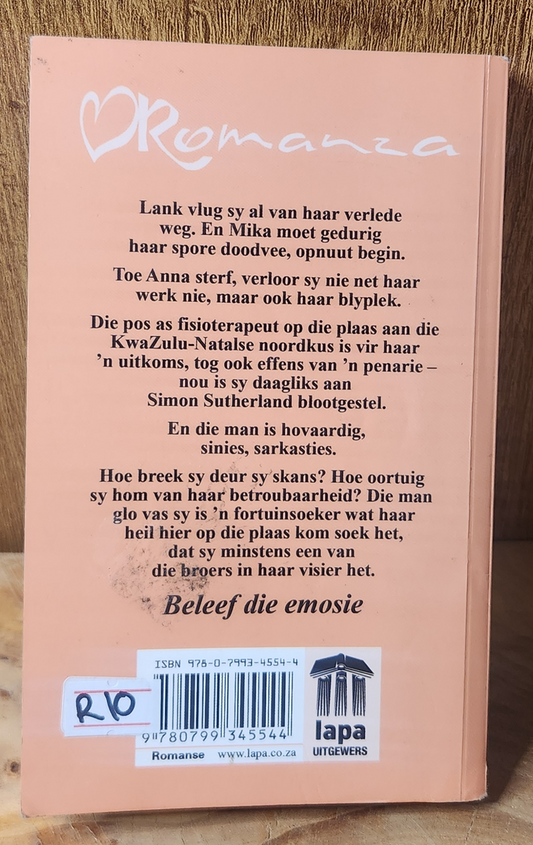 Romanza
Lank vlug sy al van haar verlede
weg. En Mika moet gedurig
haar spore doodvee, opnuut begin.
Toe Anna sterf, verloor sy nie net haar
werk nie, maar ook haar blyplek.
Die pos as fisioterapeut op die plaas aan die
KwaZulu-Natalse noordkus is vir haar
’n uitkoms, tog ook effens van ’n penarie –
nou is sy daagliks aan
Simon Sutherland blootgestel.
En die man is hovaardig,
sinies, sarkasties.
Hoe breek sy deur sy skans? Hoe oortuig
sy hom van haar betroubaarheid? Die man
glo vas sy is ’n fortuinsoeker wat haar
heil hier op die plaas kom soek het,
dat sy minstens een van
die broers in haar visier het.
Beleef die emosie
ISBN 978-0-7993-4554-4
R10
9 780799 345544
Romanse www.lapa.co.za
lapa
UITGEWERS